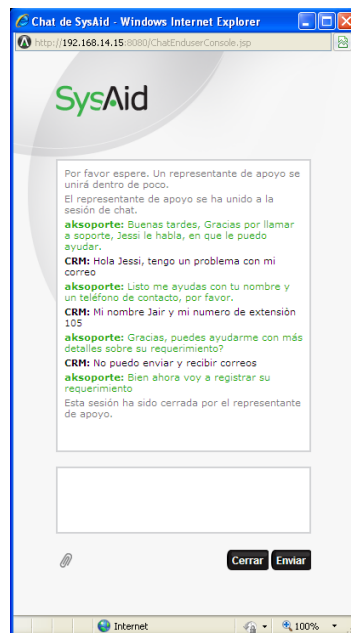 Chat de SysAid - Windows Internet Explorer
http://192.168.14.15:8080/ChatEnduserConsole.jsp
SysAid
Por favor espere. Un representante de apoyo se
unirá dentro de poco.
El representante de apoyo se ha unido a la
sesión de chat.
aksoporte: Buenas tardes, Gracias por llamar
a soporte, Jessi le habla, en que le puedo
ayudar.
CRM: Hola Jessi, tengo un problema con mi
correo
aksoporte: Listo me ayudas con tu nombre y
un teléfono de contacto, por favor.
CRM: Mi nombre Jair y mi numero de extensión
105
aksoporte: Gracias, puedes ayudarme con más
detalles sobre su requerimiento?
CRM: No puedo enviar y recibir correos
aksoporte: Bien ahora voy a registrar su
requerimiento
Esta sesión ha sido cerrada por el representante
de apoyo.
Cerrar Enviar
Internet 100%